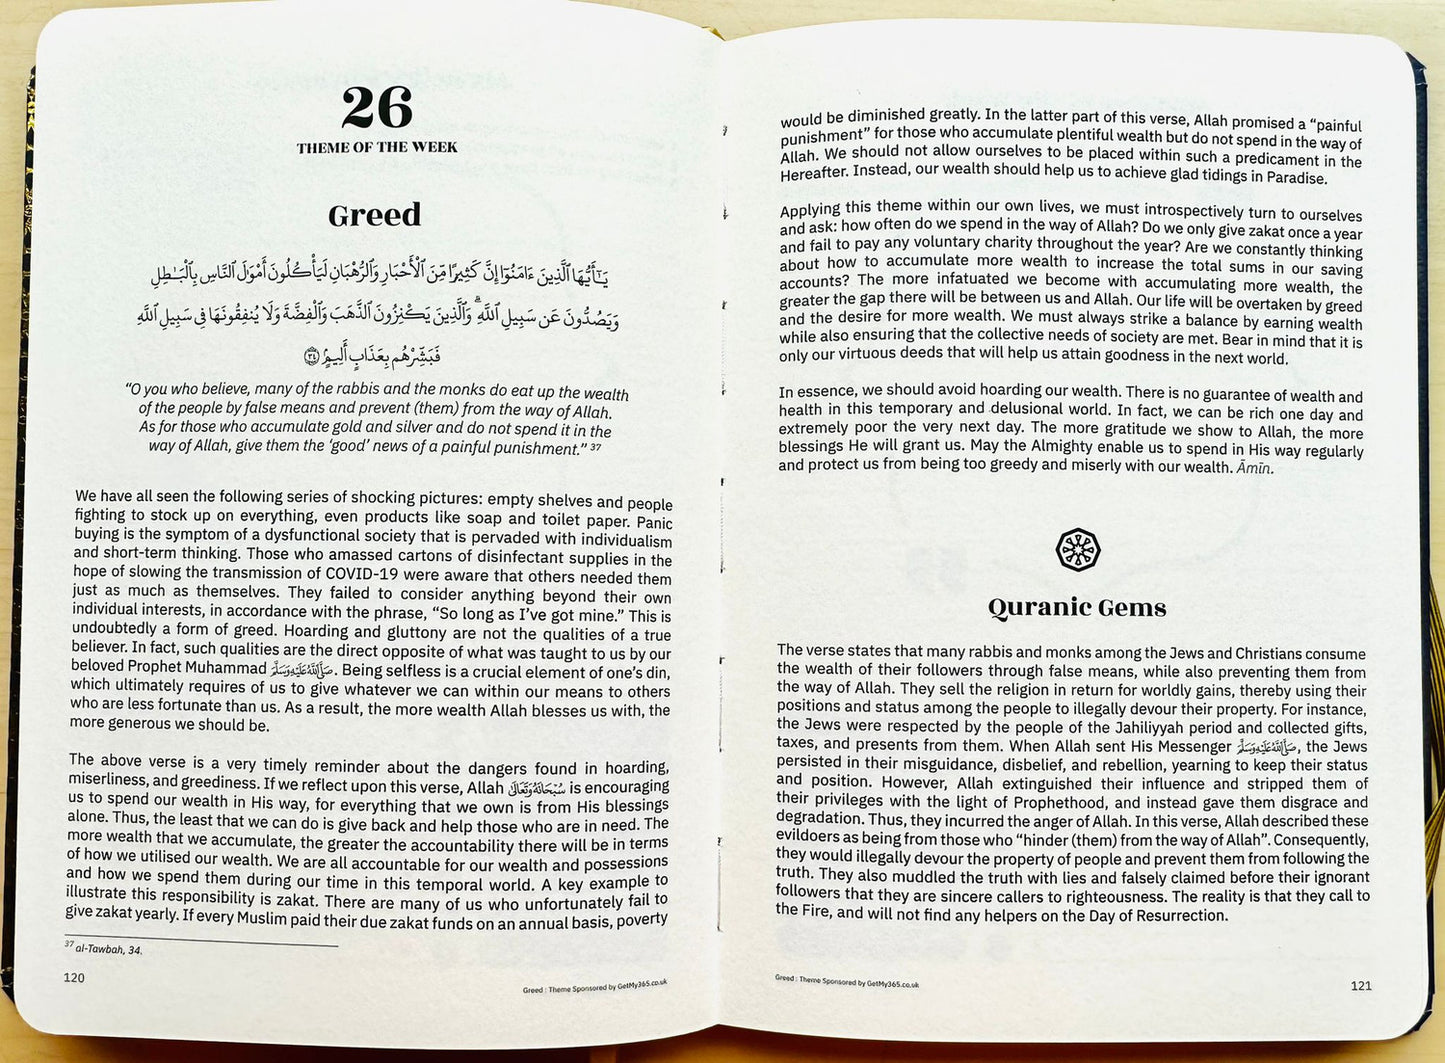 26
THEME OF THE WEEK
Greed
يَـٰٓأَيُّهَا ٱلَّذِينَ ءَامَنُوٓا۟ إِنَّ كَثِيرًا مِّنَ ٱلْأَحْبَارِ وَٱلرُّهْبَانِ لَيَأْكُلُونَ أَمْوَٰلَ ٱلنَّاسِ بِٱلْبَـٰطِلِ
وَيَصُدُّونَ عَن سَبِيلِ ٱللَّهِ ۗ وَٱلَّذِينَ يَكْنِزُونَ ٱلذَّهَبَ وَٱلْفِضَّةَ وَلَا يُنفِقُونَهَا فِى سَبِيلِ ٱللَّهِ
فَبَشِّرْهُم بِعَذَابٍ أَلِيمٍ ٣٤
“O you who believe, many of the rabbis and the monks do eat up the wealth
of the people by false means and prevent (them) from the way of Allah.
As for those who accumulate gold and silver and do not spend it in the
way of Allah, give them the ‘good’ news of a painful punishment.” 37
We have all seen the following series of shocking pictures: empty shelves and people
fighting to stock up on everything, even products like soap and toilet paper. Panic
buying is the symptom of a dysfunctional society that is pervaded with individualism
and short-term thinking. Those who amassed cartons of disinfectant supplies in the
hope of slowing the transmission of COVID-19 were aware that others needed them
just as much as themselves. They failed to consider anything beyond their own
individual interests, in accordance with the phrase, “So long as I’ve got mine.” This is
undoubtedly a form of greed. Hoarding and gluttony are not the qualities of a true
believer. In fact, such qualities are the direct opposite of what was taught to us by our
beloved Prophet Muhammad ﷺ. Being selfless is a crucial element of one’s din,
which ultimately requires of us to give whatever we can within our means to others
who are less fortunate than us. As a result, the more wealth Allah blesses us with, the
more generous we should be.
The above verse is a very timely reminder about the dangers found in hoarding,
miserliness, and greediness. If we reflect upon this verse, Allah سُبْحَانَهُ وَتَعَالَىٰ is encouraging
us to spend our wealth in His way, for everything that we own is from His blessings
alone. Thus, the least that we can do is give back and help those who are in need. The
more wealth that we accumulate, the greater the accountability there will be in terms
of how we utilised our wealth. We are all accountable for our wealth and possessions
and how we spend them during our time in this temporal world. A key example to
illustrate this responsibility is zakat. There are many of us who unfortunately fail to
give zakat yearly. If every Muslim paid their due zakat funds on an annual basis, poverty
37 al-Tawbah, 34.
120
Greed : Theme Sponsored by GetMy365.co.uk
would be diminished greatly. In the latter part of this verse, Allah promised a “painful
punishment” for those who accumulate plentiful wealth but do not spend in the way of
Allah. We should not allow ourselves to be placed within such a predicament in the
Hereafter. Instead, our wealth should help us to achieve glad tidings in Paradise.
Applying this theme within our own lives, we must introspectively turn to ourselves
and ask: how often do we spend in the way of Allah? Do we only give zakat once a year
and fail to pay any voluntary charity throughout the year? Are we constantly thinking
about how to accumulate more wealth to increase the total sums in our saving
accounts? The more infatuated we become with accumulating more wealth, the
greater the gap there will be between us and Allah. Our life will be overtaken by greed
and the desire for more wealth. We must always strike a balance by earning wealth
while also ensuring that the collective needs of society are met. Bear in mind that it is
only our virtuous deeds that will help us attain goodness in the next world.
In essence, we should avoid hoarding our wealth. There is no guarantee of wealth and
health in this temporary and delusional world. In fact, we can be rich one day and
extremely poor the very next day. The more gratitude we show to Allah, the more
blessings He will grant us. May the Almighty enable us to spend in His way regularly
and protect us from being too greedy and miserly with our wealth. Āmīn.
Quranic Gems
The verse states that many rabbis and monks among the Jews and Christians consume
the wealth of their followers through false means, while also preventing them from
the way of Allah. They sell the religion in return for worldly gains, thereby using their
positions and status among the people to illegally devour their property. For instance,
the Jews were respected by the people of the Jahiliyyah period and collected gifts,
taxes, and presents from them. When Allah sent His Messenger ﷺ, the Jews
persisted in their misguidance, disbelief, and rebellion, yearning to keep their status
and position. However, Allah extinguished their influence and stripped them of
their privileges with the light of Prophethood, and instead gave them disgrace and
degradation. Thus, they incurred the anger of Allah. In this verse, Allah described these
evildoers as being from those who “hinder (them) from the way of Allah”. Consequently,
they would illegally devour the property of people and prevent them from following the
truth. They also muddled the truth with lies and falsely claimed before their ignorant
followers that they are sincere callers to righteousness. The reality is that they call to
the Fire, and will not find any helpers on the Day of Resurrection.
Greed : Theme Sponsored by GetMy365.co.uk
121